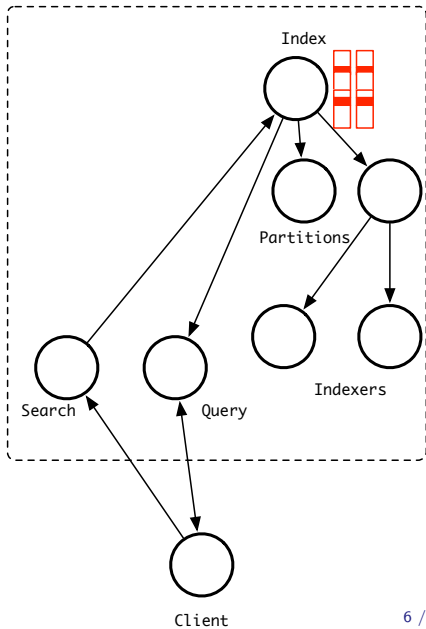 Index
Partitions
Indexers
Search
Query
Client
6 /